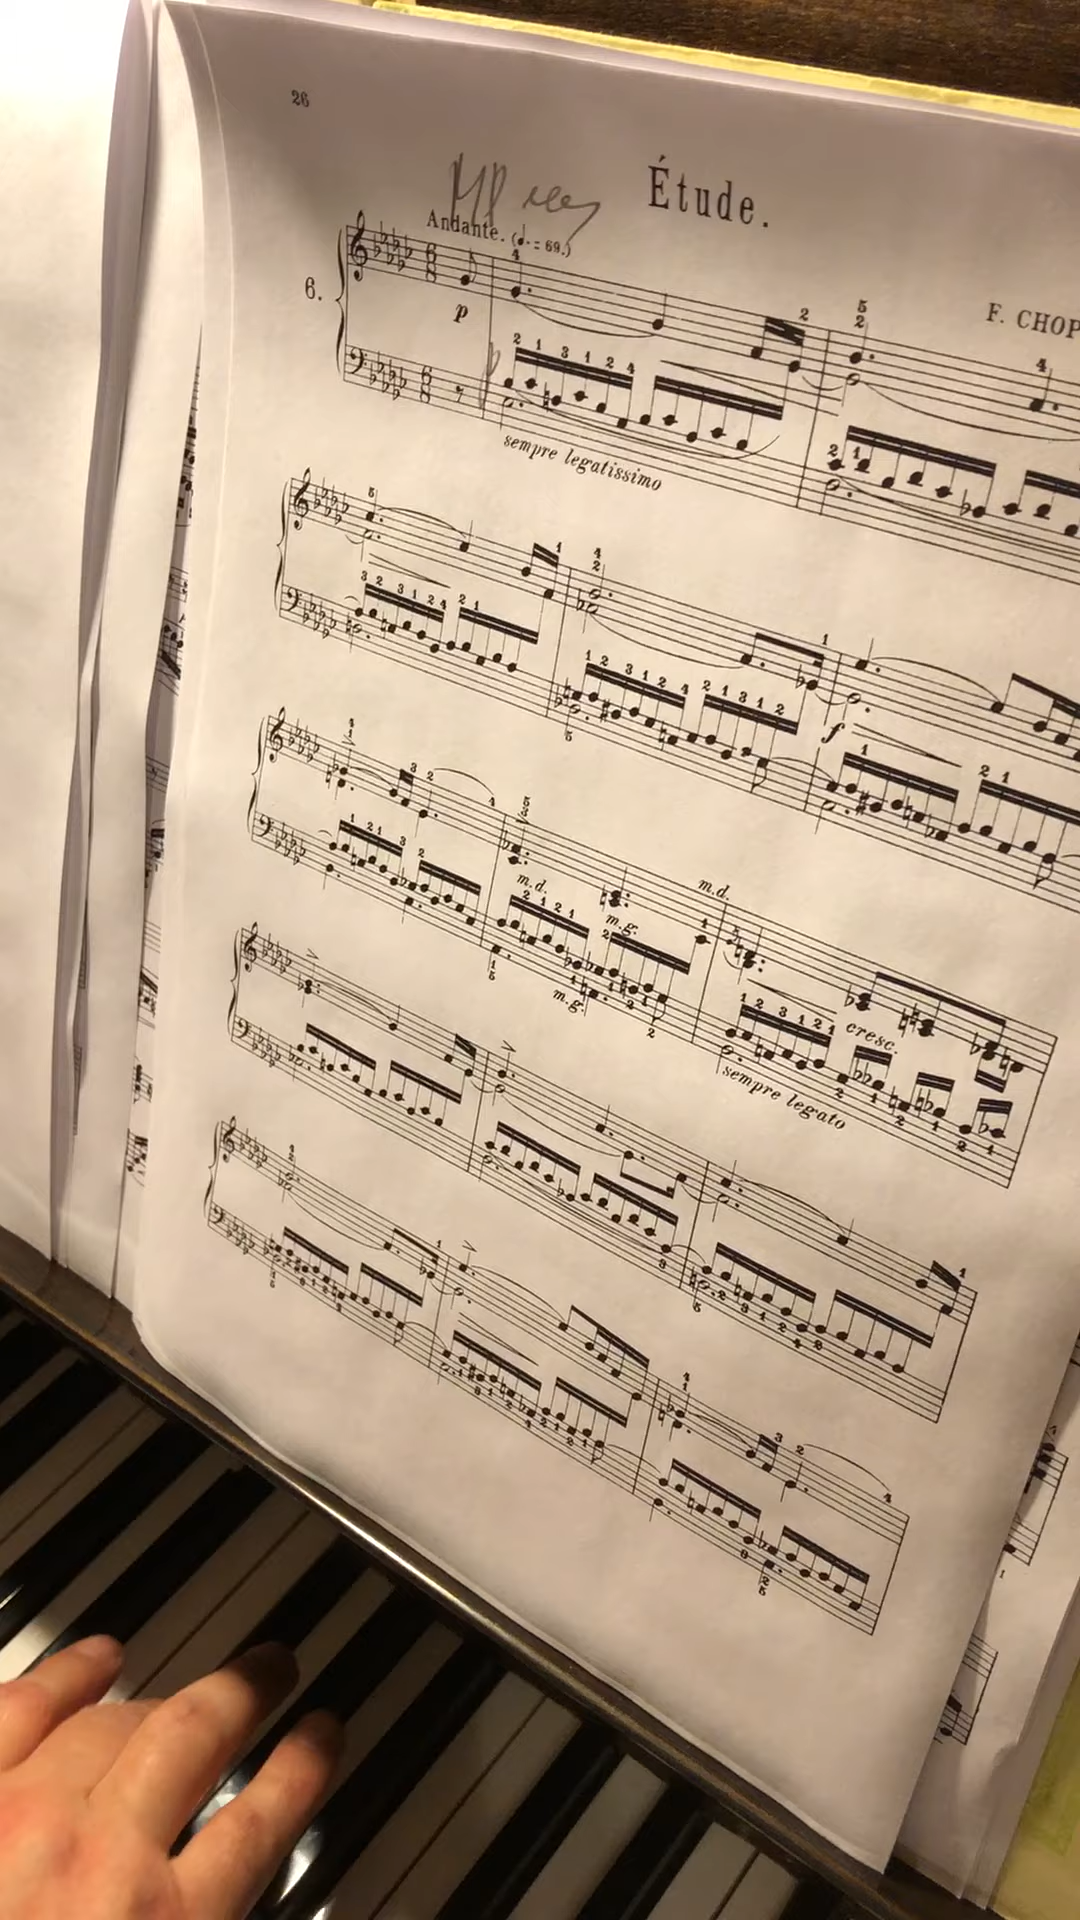 26
Étude.
Andante. (♩. = 69.)
F. CHOP
6.
p
sempre legatissimo
f
m.d.
m.g.
m.d.
m.g.
cresc.
sempre legato